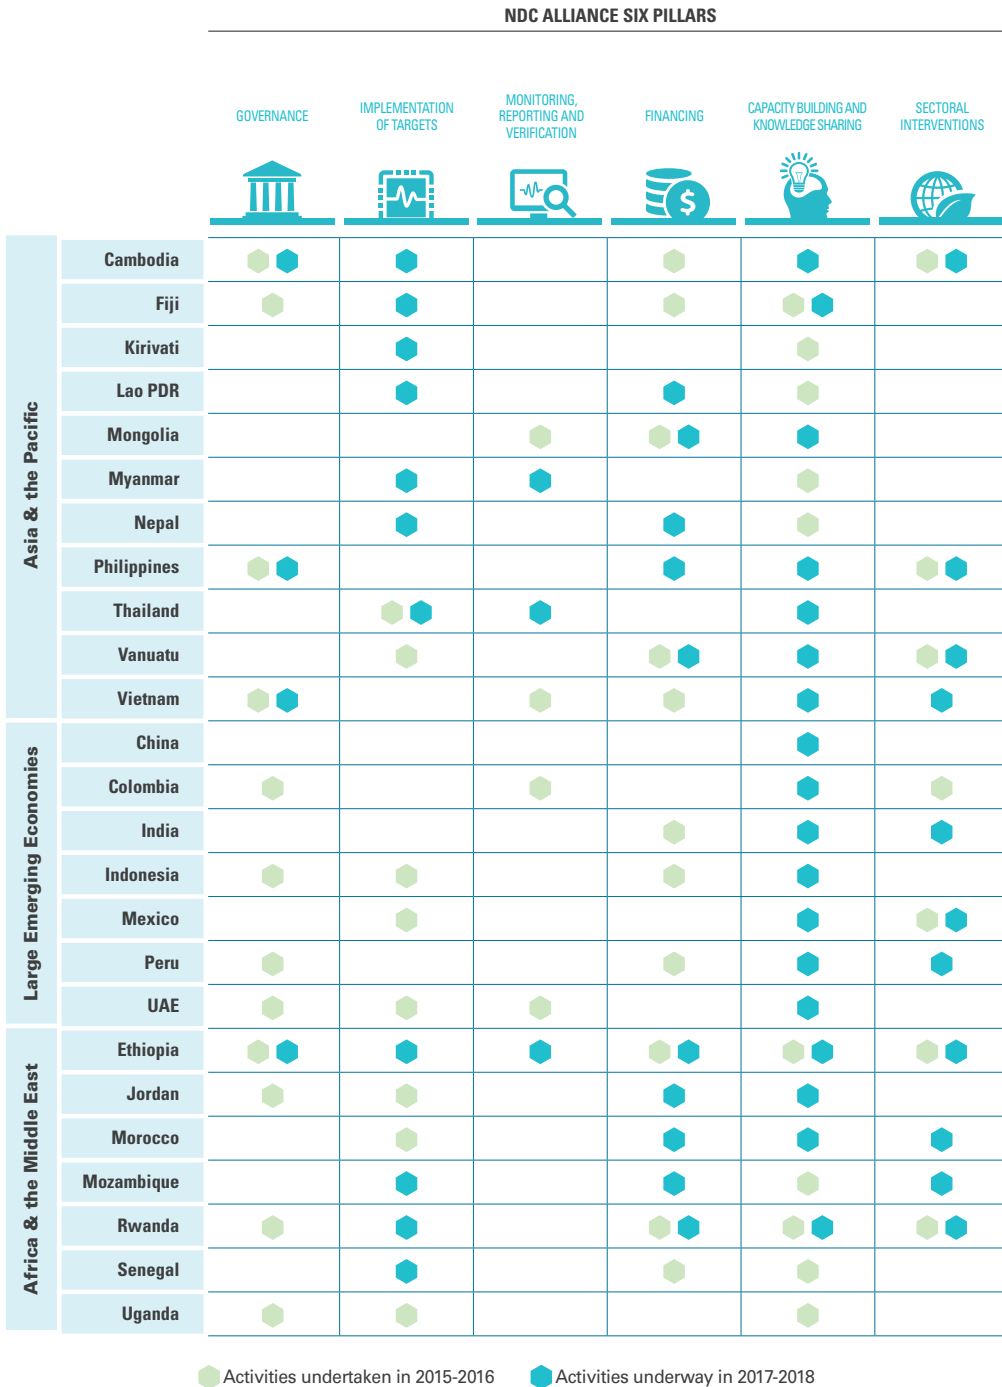 NDC ALLIANCE SIX PILLARS
GOVERNANCE
IMPLEMENTATION
OF TARGETS
MONITORING,
REPORTING AND
VERIFICATION
FINANCING
CAPACITY BUILDING AND
KNOWLEDGE SHARING
SECTORAL
INTERVENTIONS
$
Asia & the Pacific
Cambodia
Fiji
Kirivati
Lao PDR
Mongolia
Myanmar
Nepal
Philippines
Thailand
Vanuatu
Vietnam
Large Emerging Economies
China
Colombia
India
Indonesia
Mexico
Peru
UAE
Africa & the Middle East
Ethiopia
Jordan
Morocco
Mozambique
Rwanda
Senegal
Uganda
Activities undertaken in 2015-2016
Activities underway in 2017-2018